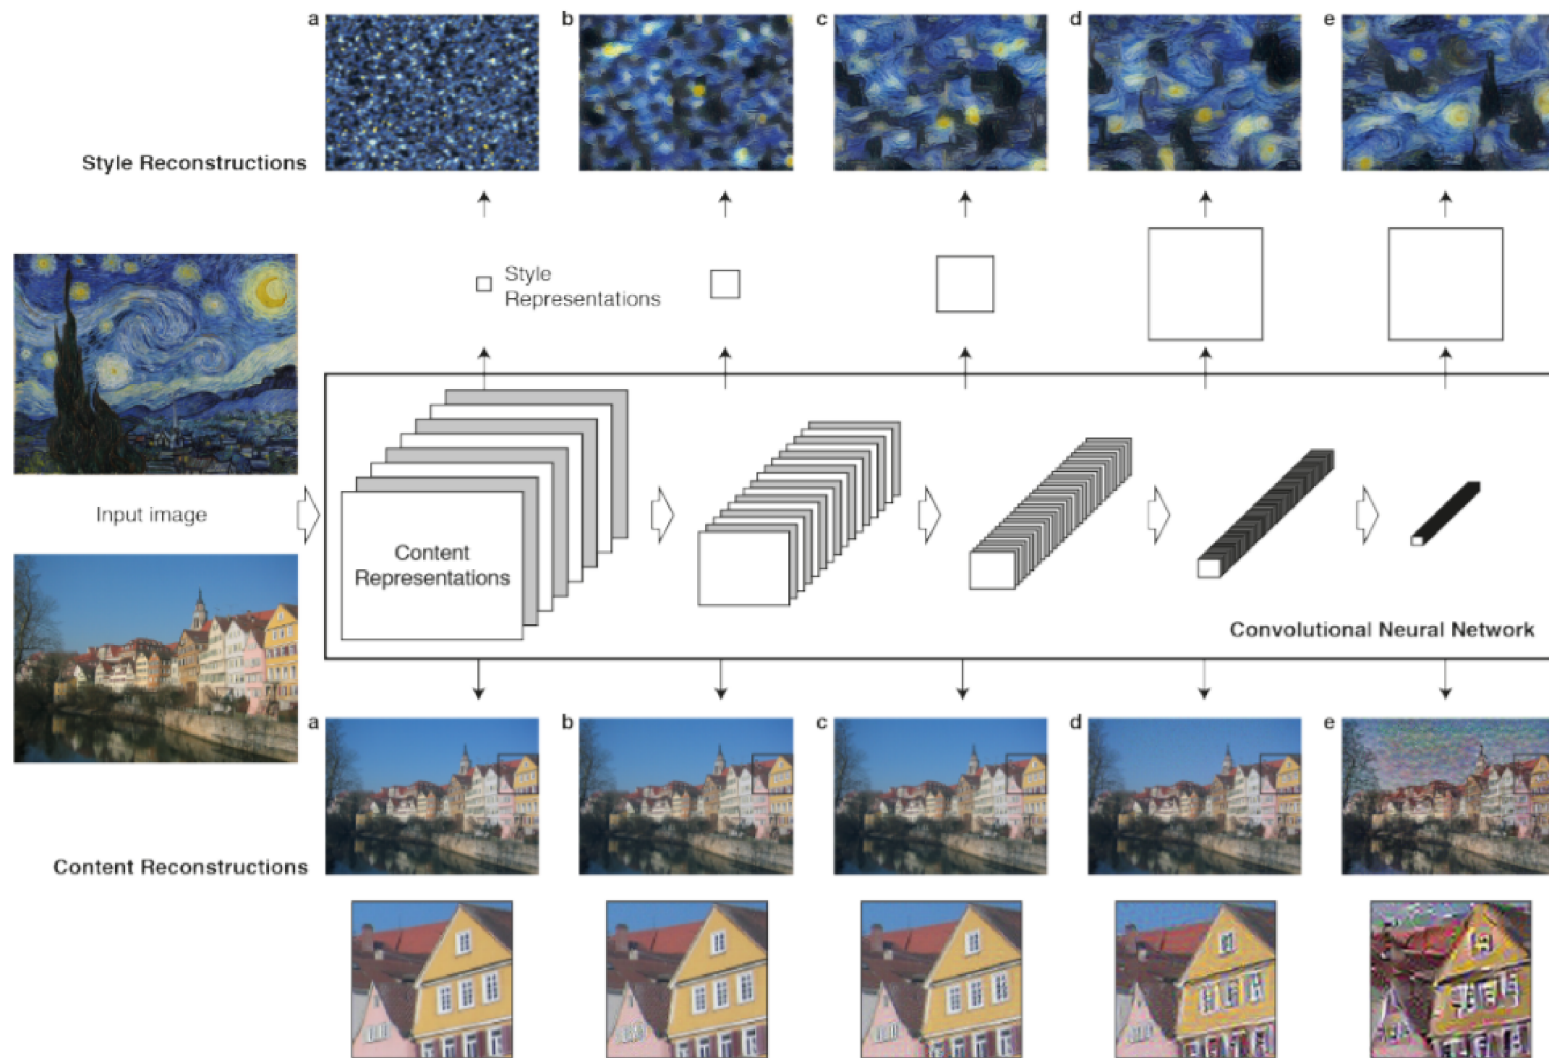 a
b
c
d
e
Style Reconstructions
Style
Representations
Input image
Content
Representations
Convolutional Neural Network
a
b
c
d
e
Content Reconstructions